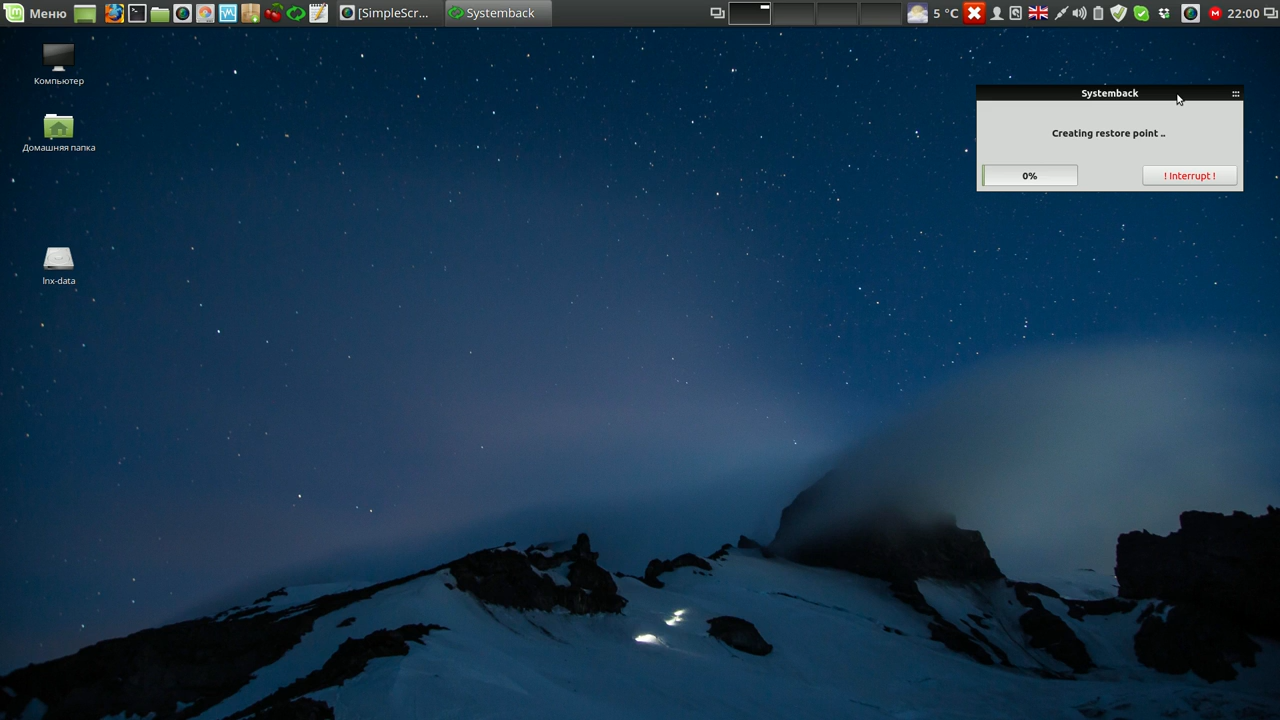 Меню
[SimpleScr...
Systemback
5 °C
22:00
Компьютер
Домашняя папка
lnx-data
Systemback
Creating restore point ..
0%
! Interrupt !